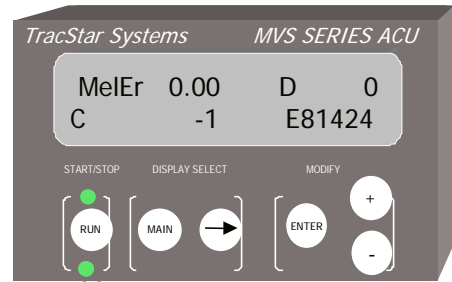 TracStar Systems MVS SERIES ACU
MelEr 0.00 D 0
C -1 E81424
START/STOP DISPLAY SELECT MODIFY
RUN MAIN ENTER + -